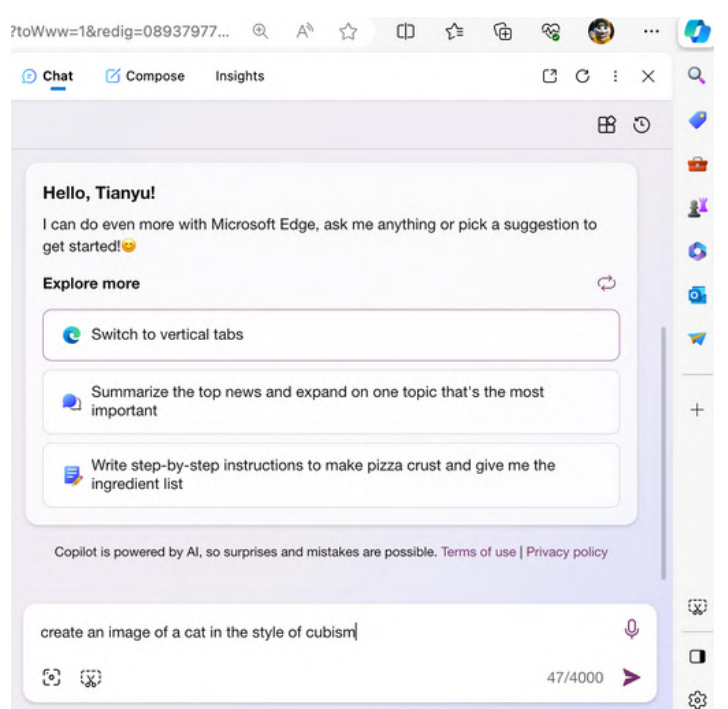 ?toWww=1&redig=08937977...
Chat Compose Insights
Hello, Tianyu!
I can do even more with Microsoft Edge, ask me anything or pick a suggestion to
get started!😊
Explore more
Switch to vertical tabs
Summarize the top news and expand on one topic that's the most
important
Write step-by-step instructions to make pizza crust and give me the
ingredient list
Copilot is powered by AI, so surprises and mistakes are possible. Terms of use | Privacy policy
create an image of a cat in the style of cubism
47/4000